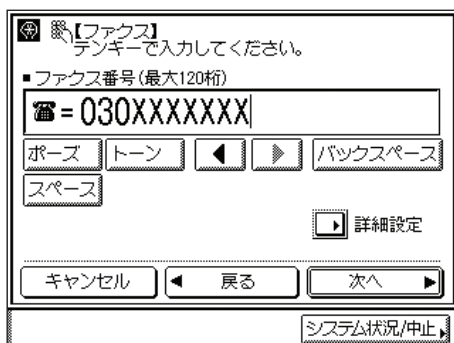 【ファクス】
テンキーで入力してください。
■ファクス番号(最大120桁)
☎=030XXXXXXX
ポーズ トーン ◀ ▶ バックスペース
スペース
詳細設定
キャンセル ◀ 戻る 次へ ▶
システム状況/中止